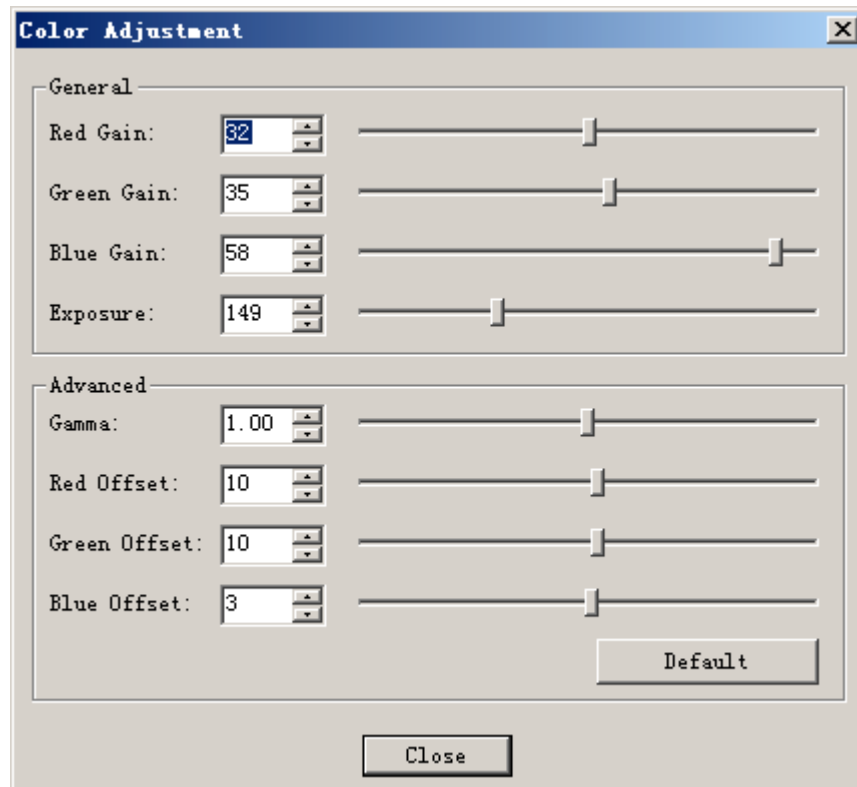 Color Adjustment
General
Red Gain: 32
Green Gain: 35
Blue Gain: 58
Exposure: 149
Advanced
Gamma: 1.00
Red Offset: 10
Green Offset: 10
Blue Offset: 3
Default
Close